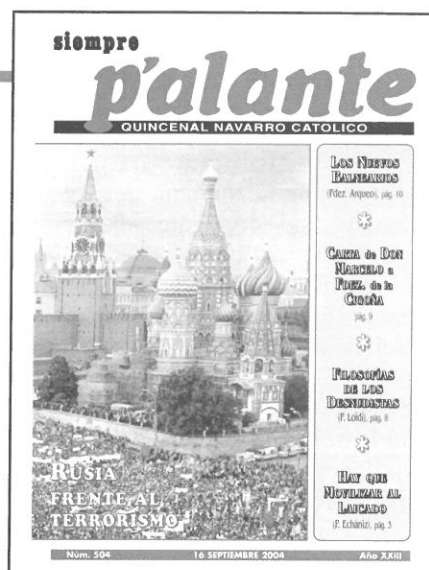 siempre
p'alante
QUINCENAL NAVARRO CATOLICO
LOS NUEVOS
BALNEARIOS
(Fdez. Arqueo), pág. 10
CARTA de DON
MARCELO a
FDEZ. de la
CIGOÑA
pág. 9
FILOSOFÍAS
DE LOS
DESNUDISTAS
(P. Loidi), pág. 8
HAY QUE
MOVILIZAR AL
LAICADO
(P. Echániz), pág. 3
RUSIA
FRENTE AL
TERRORISMO
Núm. 504 16 SEPTIEMBRE 2004 Año XXIII